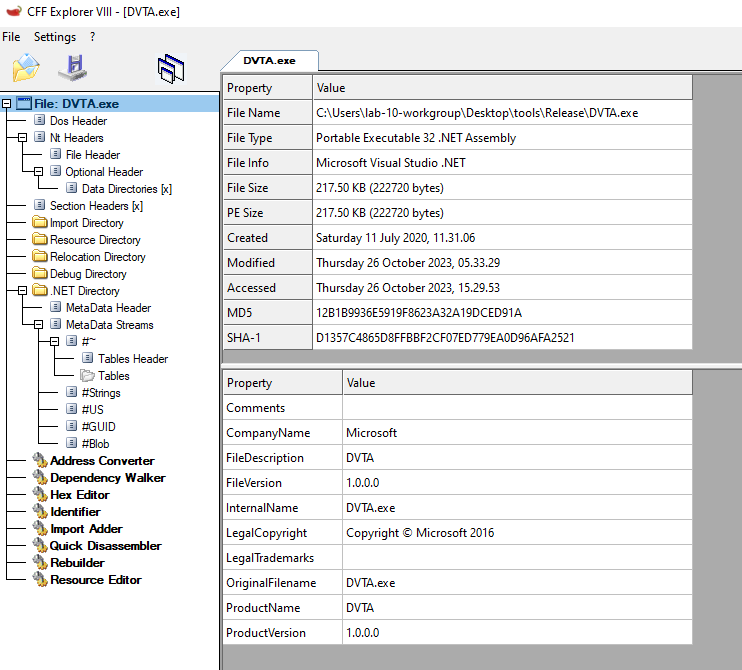 CFF Explorer VIII - [DVTA.exe]
File Settings ?
File: DVTA.exe
Dos Header
Nt Headers
File Header
Optional Header
Data Directories [x]
Section Headers [x]
Import Directory
Resource Directory
Relocation Directory
Debug Directory
.NET Directory
MetaData Header
MetaData Streams
#~
Tables Header
Tables
#Strings
#US
#GUID
#Blob
Address Converter
Dependency Walker
Hex Editor
Identifier
Import Adder
Quick Disassembler
Rebuilder
Resource Editor
DVTA.exe
Property Value
File Name C:\Users\lab-10-workgroup\Desktop\tools\Release\DVTA.exe
File Type Portable Executable 32 .NET Assembly
File Info Microsoft Visual Studio .NET
File Size 217.50 KB (222720 bytes)
PE Size 217.50 KB (222720 bytes)
Created Saturday 11 July 2020, 11.31.06
Modified Thursday 26 October 2023, 05.33.29
Accessed Thursday 26 October 2023, 15.29.53
MD5 12B1B9936E5919F8623A32A19DCED91A
SHA-1 D1357C4865D8FFBBF2CF07ED779EA0D96AFA2521
Property Value
Comments
CompanyName Microsoft
FileDescription DVTA
FileVersion 1.0.0.0
InternalName DVTA.exe
LegalCopyright Copyright © Microsoft 2016
LegalTrademarks
OriginalFilename DVTA.exe
ProductName DVTA
ProductVersion 1.0.0.0